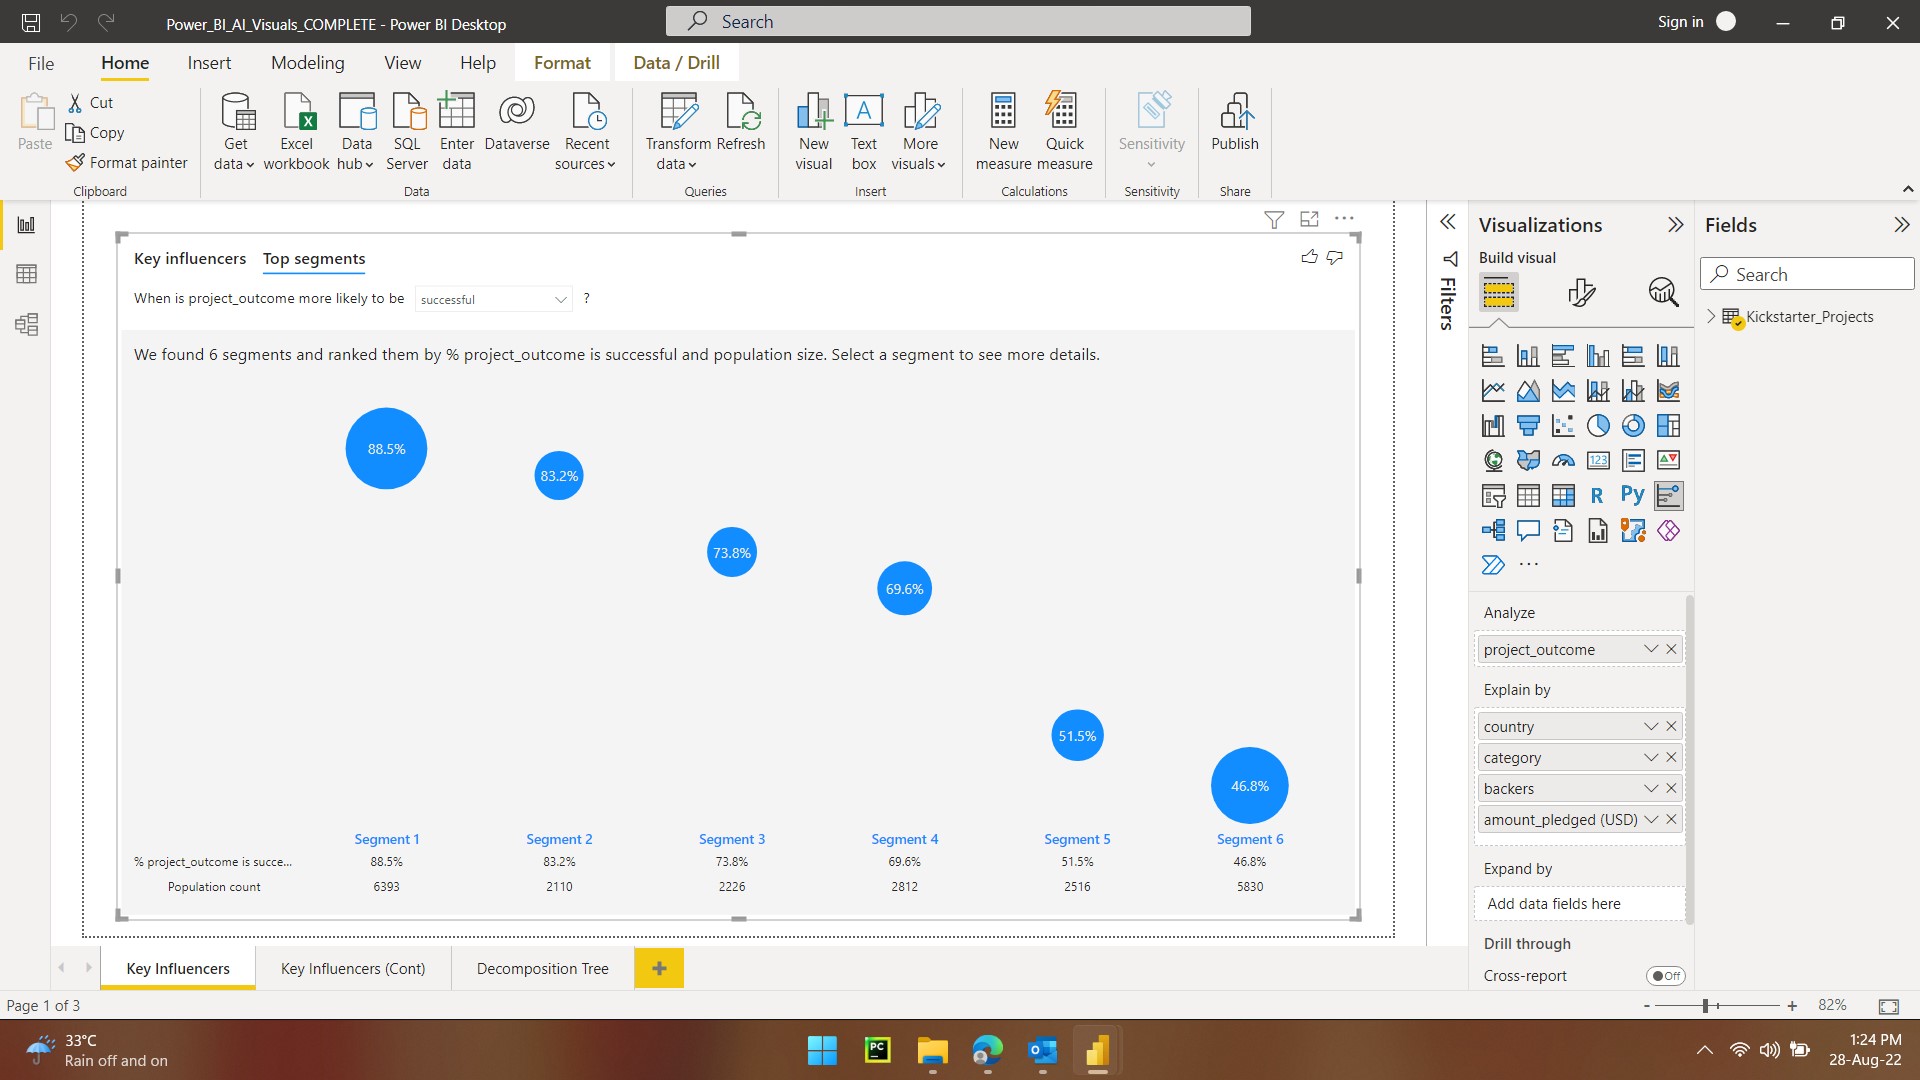 Power_BI_AI_Visuals_COMPLETE - Power BI Desktop
Search
Sign in
File
Home
Insert
Modeling
View
Help
Format
Data / Drill
Paste
Cut
Copy
Format painter
Clipboard
Get data
Excel workbook
Data hub
SQL Server
Enter data
Dataverse
Recent sources
Data
Transform data
Refresh
Queries
New visual
Text box
More visuals
Insert
New measure
Quick measure
Calculations
Sensitivity
Sensitivity
Publish
Share
Key influencers
Top segments
When is project_outcome more likely to be
successful
?
We found 6 segments and ranked them by % project_outcome is successful and population size. Select a segment to see more details.
88.5%
83.2%
73.8%
69.6%
51.5%
46.8%
Segment 1 Segment 2 Segment 3 Segment 4 Segment 5 Segment 6
% project_outcome is succe... 88.5% 83.2% 73.8% 69.6% 51.5% 46.8%
Population count 6393 2110 2226 2812 2516 5830
Filters
Visualizations
Build visual
123
R
Py
Analyze
project_outcome
Explain by
country
category
backers
amount_pledged (USD)
Expand by
Add data fields here
Drill through
Cross-report
Off
Fields
Search
Kickstarter_Projects
Key Influencers
Key Influencers (Cont)
Decomposition Tree
+
Page 1 of 3
- + 82%
33°C
Rain off and on
PC
1:24 PM
28-Aug-22